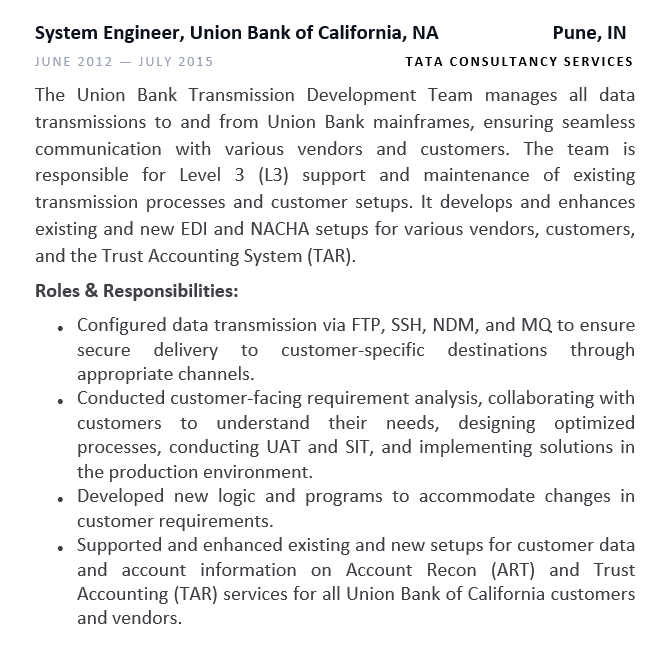 System Engineer, Union Bank of California, NA Pune, IN
JUNE 2012 — JULY 2015 TATA CONSULTANCY SERVICES
The Union Bank Transmission Development Team manages all data
transmissions to and from Union Bank mainframes, ensuring seamless
communication with various vendors and customers. The team is
responsible for Level 3 (L3) support and maintenance of existing
transmission processes and customer setups. It develops and enhances
existing and new EDI and NACHA setups for various vendors, customers,
and the Trust Accounting System (TAR).
Roles & Responsibilities:
• Configured data transmission via FTP, SSH, NDM, and MQ to ensure
secure delivery to customer-specific destinations through
appropriate channels.
• Conducted customer-facing requirement analysis, collaborating with
customers to understand their needs, designing optimized
processes, conducting UAT and SIT, and implementing solutions in
the production environment.
• Developed new logic and programs to accommodate changes in
customer requirements.
• Supported and enhanced existing and new setups for customer data
and account information on Account Recon (ART) and Trust
Accounting (TAR) services for all Union Bank of California customers
and vendors.